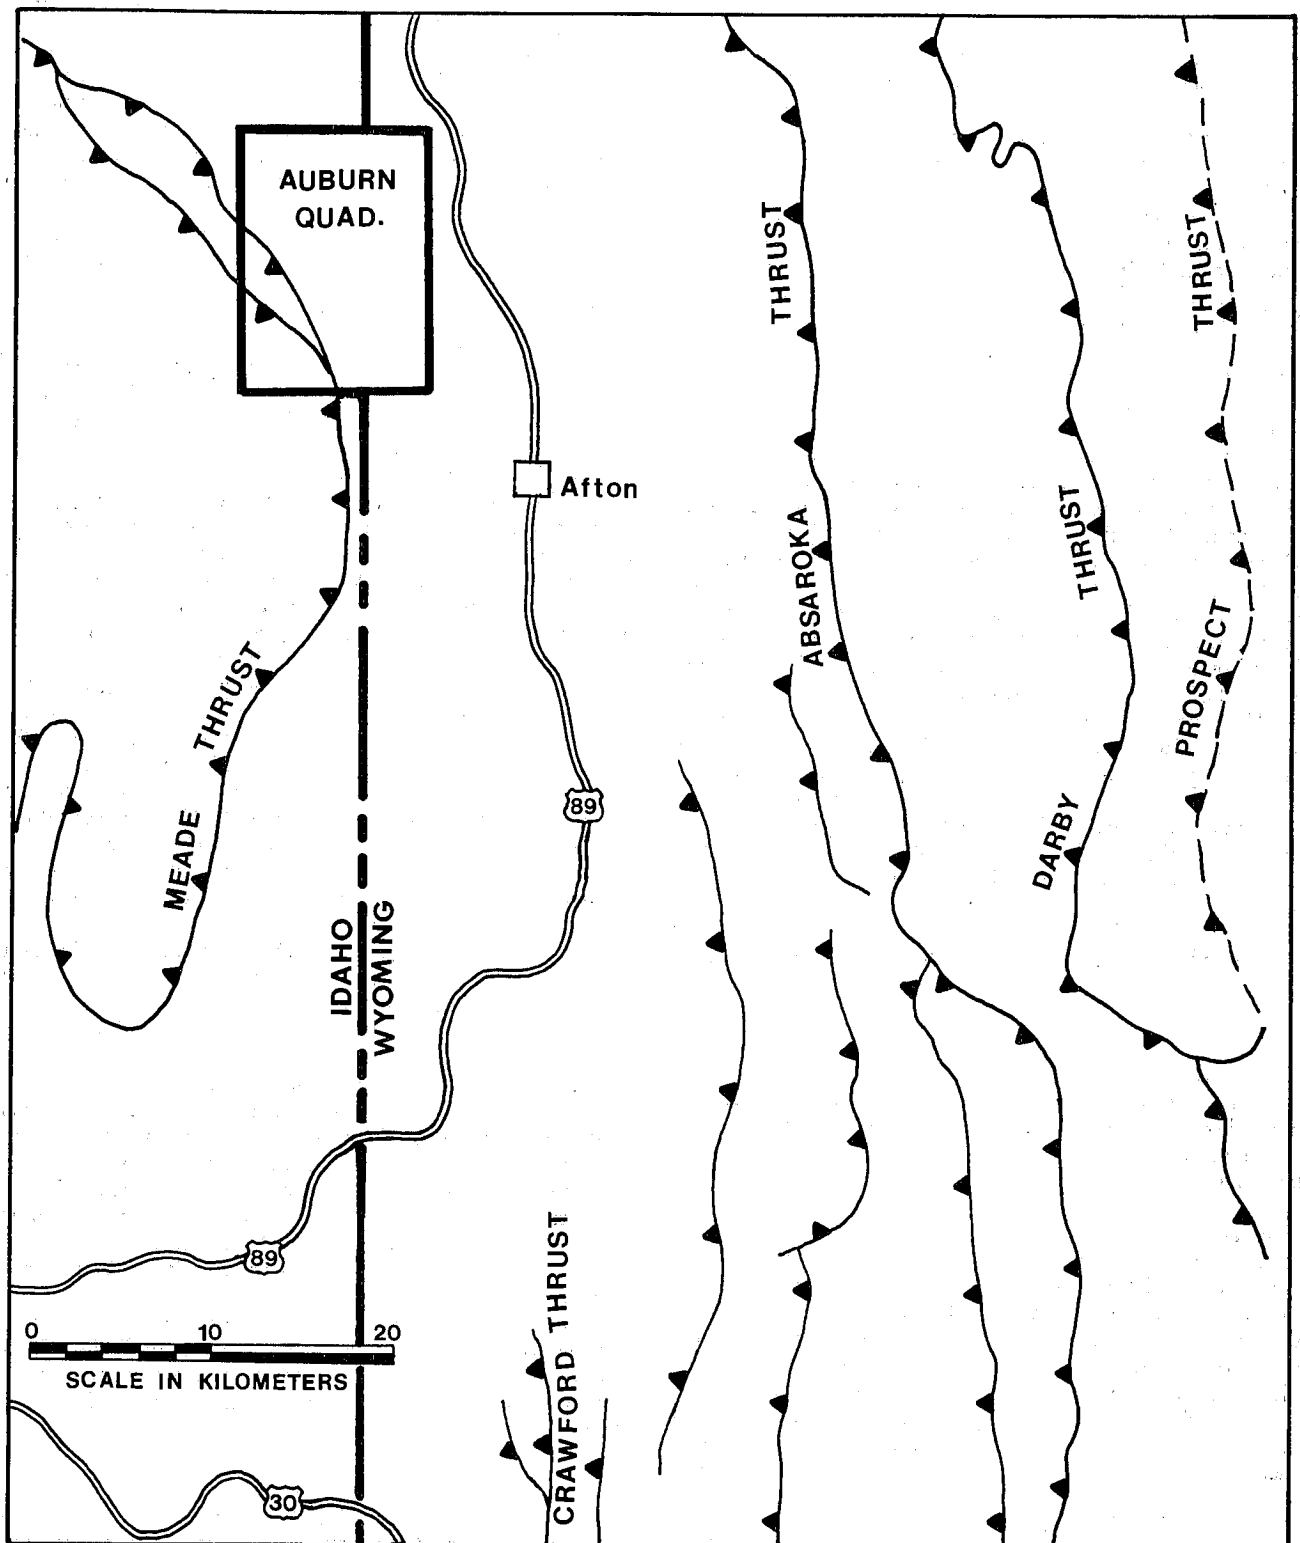 AUBURN
QUAD.
THRUST
THRUST
Afton
ABSAROKA
THRUST
PROSPECT
MEADE THRUST
89
DARBY
IDAHO
WYOMING
89
0 10 20
SCALE IN KILOMETERS
CRAWFORD THRUST
30